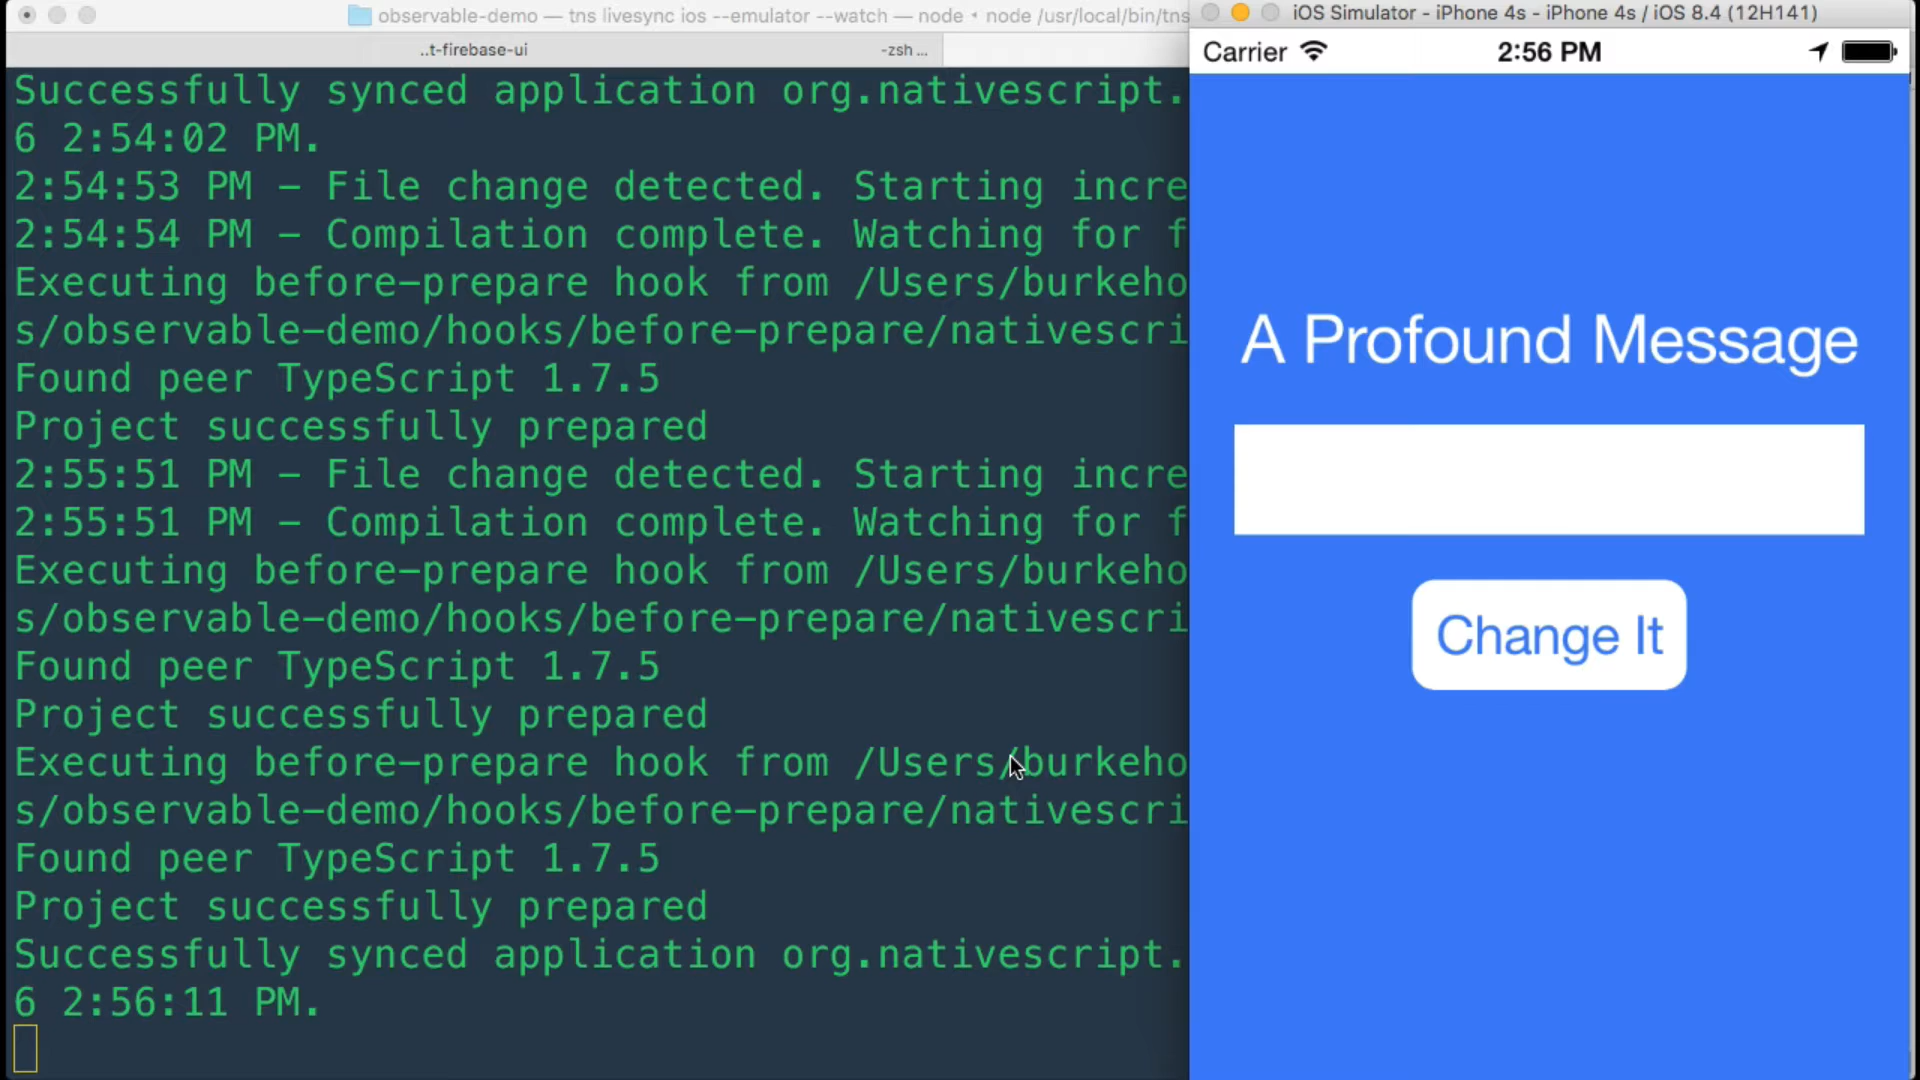 observable-demo — tns livesync ios --emulator --watch — node • node /usr/local/bin/tns
..t-firebase-ui
-zsh ...
Successfully synced application org.nativescript.
6 2:54:02 PM.
2:54:53 PM - File change detected. Starting incre
2:54:54 PM - Compilation complete. Watching for f
Executing before-prepare hook from /Users/burkeho
s/observable-demo/hooks/before-prepare/nativescri
Found peer TypeScript 1.7.5
Project successfully prepared
2:55:51 PM - File change detected. Starting incre
2:55:51 PM - Compilation complete. Watching for f
Executing before-prepare hook from /Users/burkeho
s/observable-demo/hooks/before-prepare/nativescri
Found peer TypeScript 1.7.5
Project successfully prepared
Executing before-prepare hook from /Users/burkeho
s/observable-demo/hooks/before-prepare/nativescri
Found peer TypeScript 1.7.5
Project successfully prepared
Successfully synced application org.nativescript.
6 2:56:11 PM.
iOS Simulator - iPhone 4s - iPhone 4s / iOS 8.4 (12H141)
Carrier 2:56 PM
A Profound Message
Change It